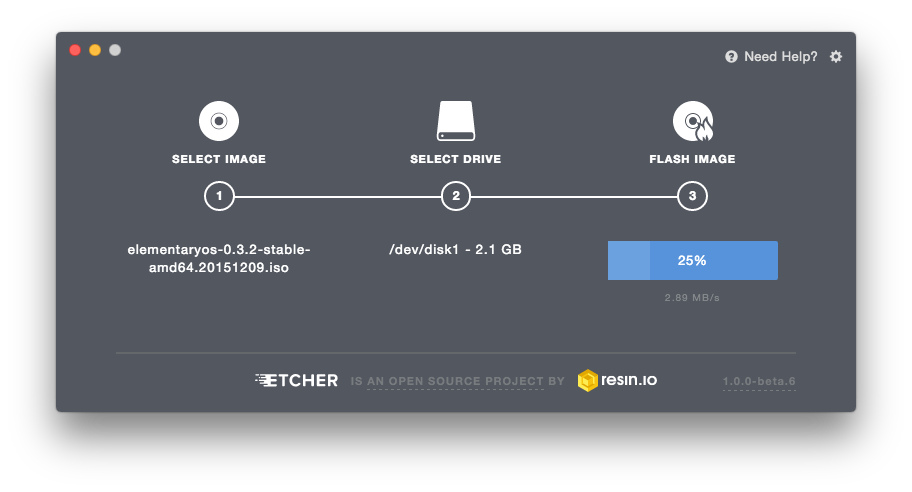 Need Help?
SELECT IMAGE
SELECT DRIVE
FLASH IMAGE
1
2
3
elementaryos-0.3.2-stable-
amd64.20151209.iso
/dev/disk1 - 2.1 GB
25%
2.89 MB/s
ETCHER IS AN OPEN SOURCE PROJECT BY resin.io
1.0.0-beta.6